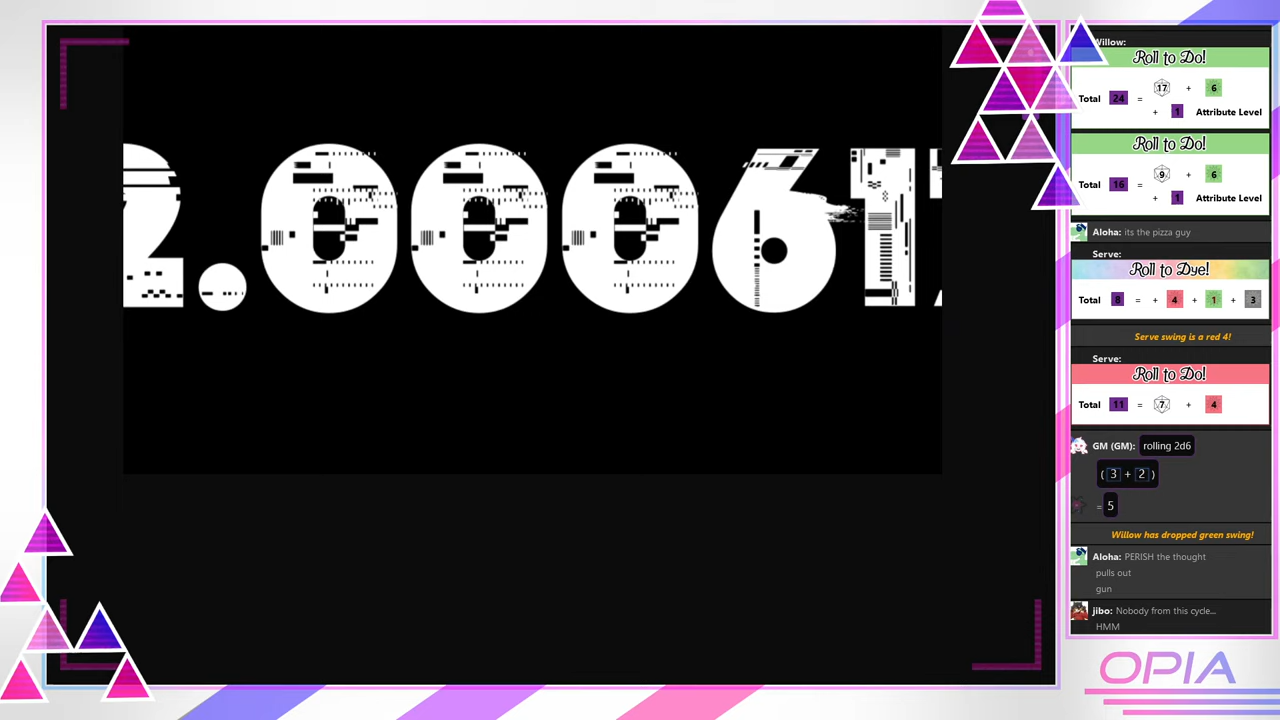 2.00061
Willow:
Roll to Do!
17 + 6
Total 24 =
+ 1 Attribute Level
Roll to Do!
9 + 6
Total 16 =
+ 1 Attribute Level
Aloha: its the pizza guy
Serve:
Roll to Dye!
Total 8 = + 4 + 1 + 3
Serve swing is a red 4!
Serve:
Roll to Do!
Total 11 = 7 + 4
GM (GM): rolling 2d6
( 3 + 2 )
= 5
Willow has dropped green swing!
Aloha: PERISH the thought
pulls out
gun
jibo: Nobody from this cycle...
HMM
OPIA